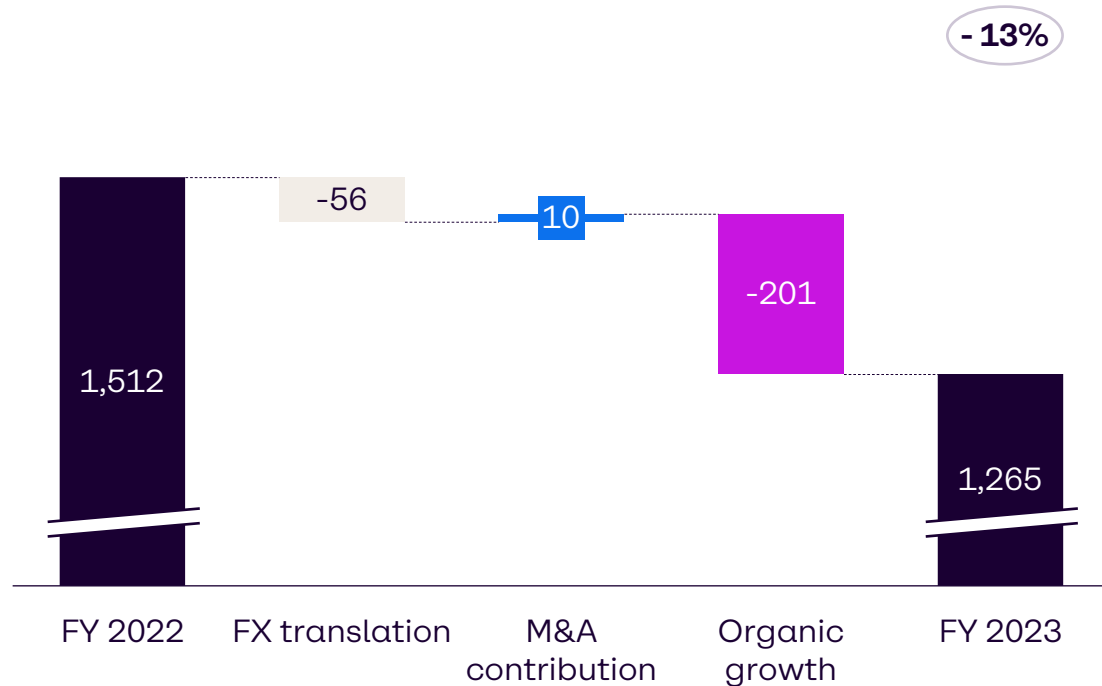 - 13%
-56
10
-201
1,512
1,265
FY 2022
FX translation
M&A
contribution
Organic
growth
FY 2023